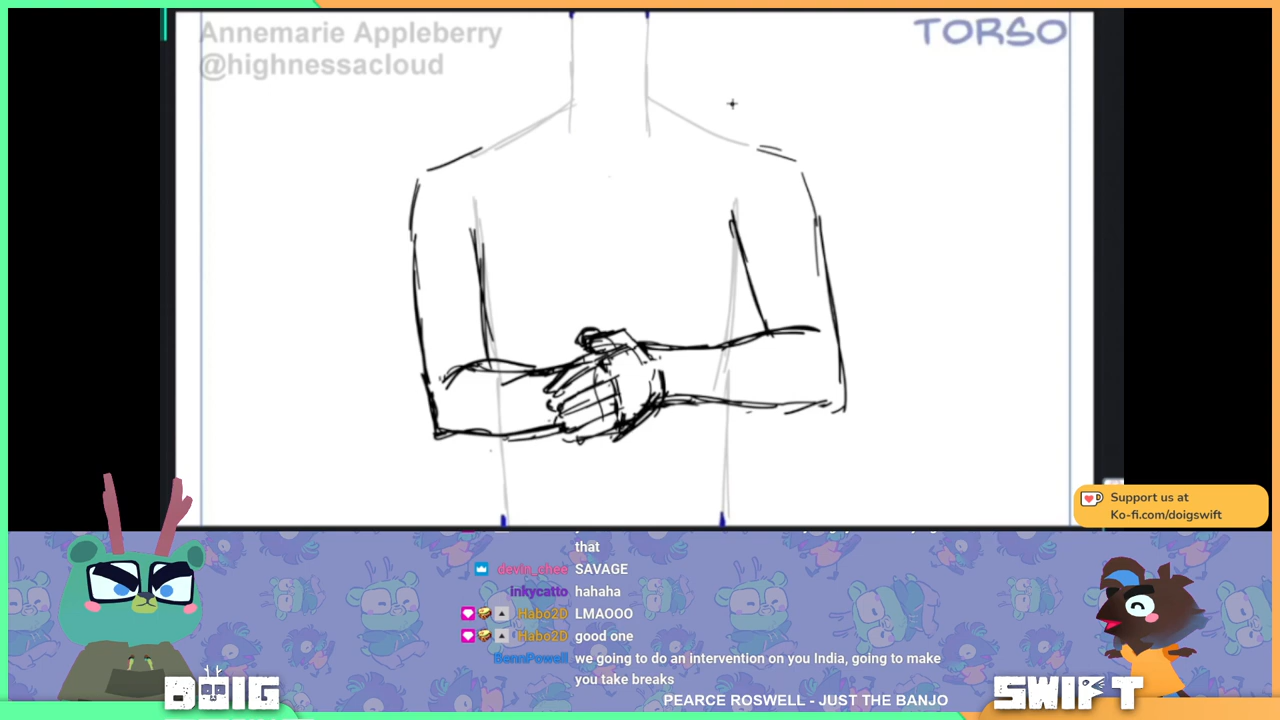 Annemarie Appleberry
@highnessacloud
TORSO
Support us at
Ko-fi.com/doigswift
that
devin_chee SAVAGE
inkycatto hahaha
Habo2D LMAOOO
Habo2D good one
BennPowell we going to do an intervention on you India, going to make
you take breaks
PEARCE ROSWELL - JUST THE BANJO
DOIG
SWIFT